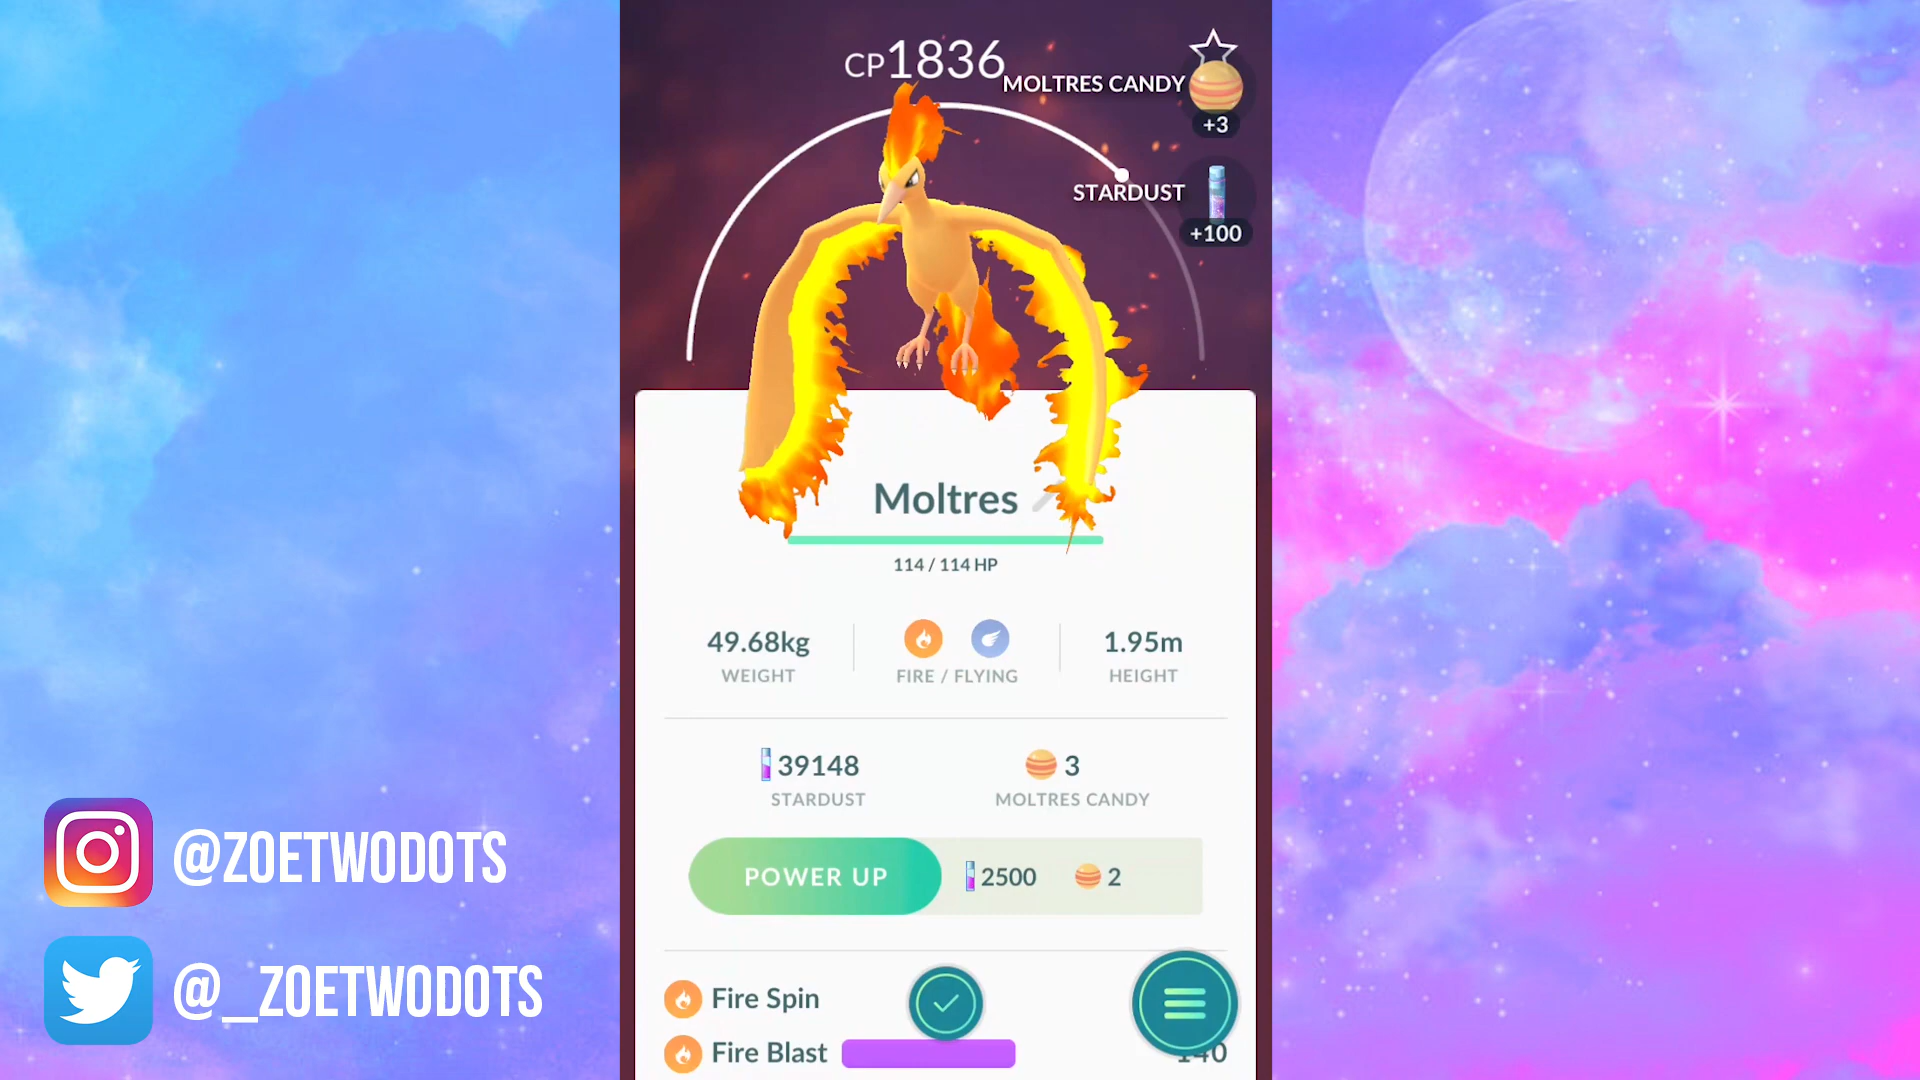 CP1836
MOLTRES CANDY
+3
STARDUST
+100
Moltres
114 / 114 HP
49.68kg
WEIGHT
FIRE / FLYING
1.95m
HEIGHT
39148
STARDUST
3
MOLTRES CANDY
POWER UP
2500
2
Fire Spin
Fire Blast
140
@ZOETWODOTS
@_ZOETWODOTS